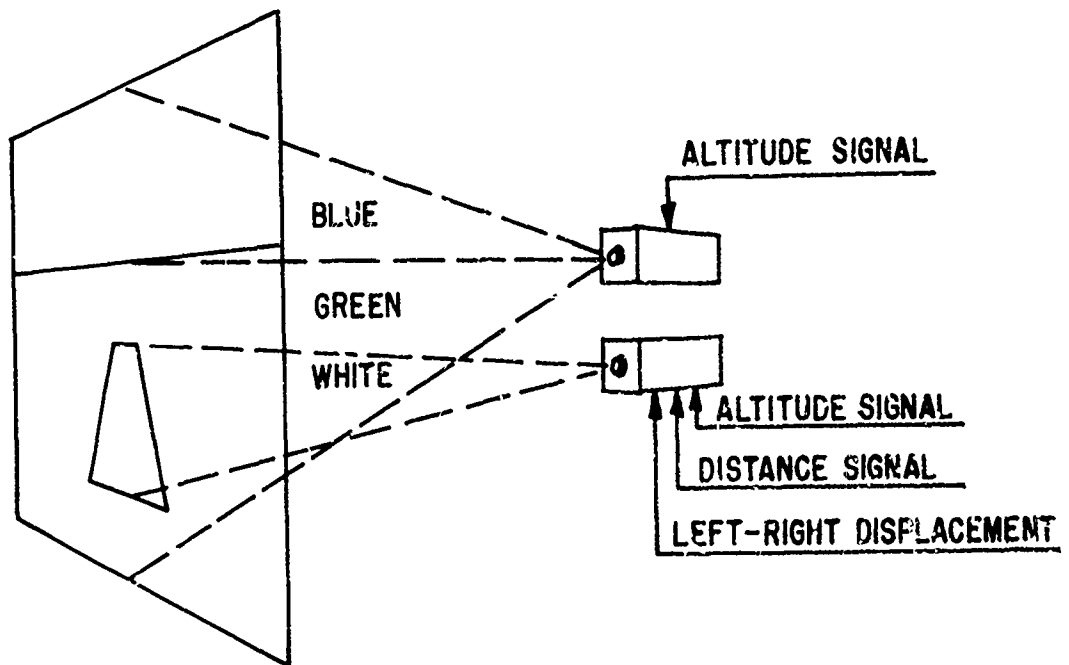 ALTITUDE SIGNAL
BLUE
GREEN
WHITE
ALTITUDE SIGNAL
DISTANCE SIGNAL
LEFT-RIGHT DISPLACEMENT